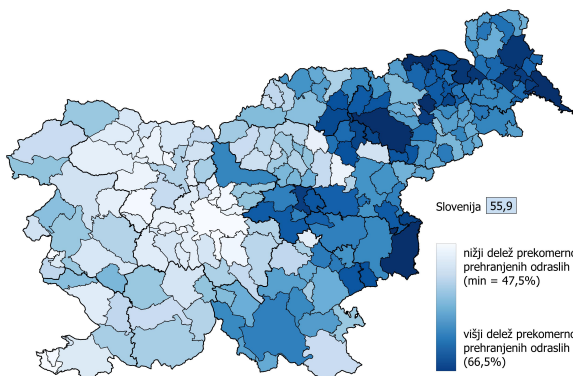 Slovenija 55,9
nižji delež prekomerno
prehranjenih odraslih
(min = 47,5%)
višji delež prekomerno
prehranjenih odraslih
(66,5%)